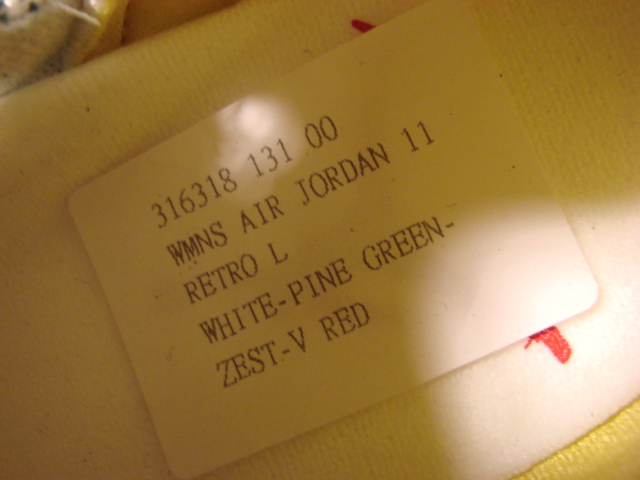 316318 131 00
WMNS AIR JORDAN 11
RETRO L
WHITE-PINE GREEN-
ZEST-V RED